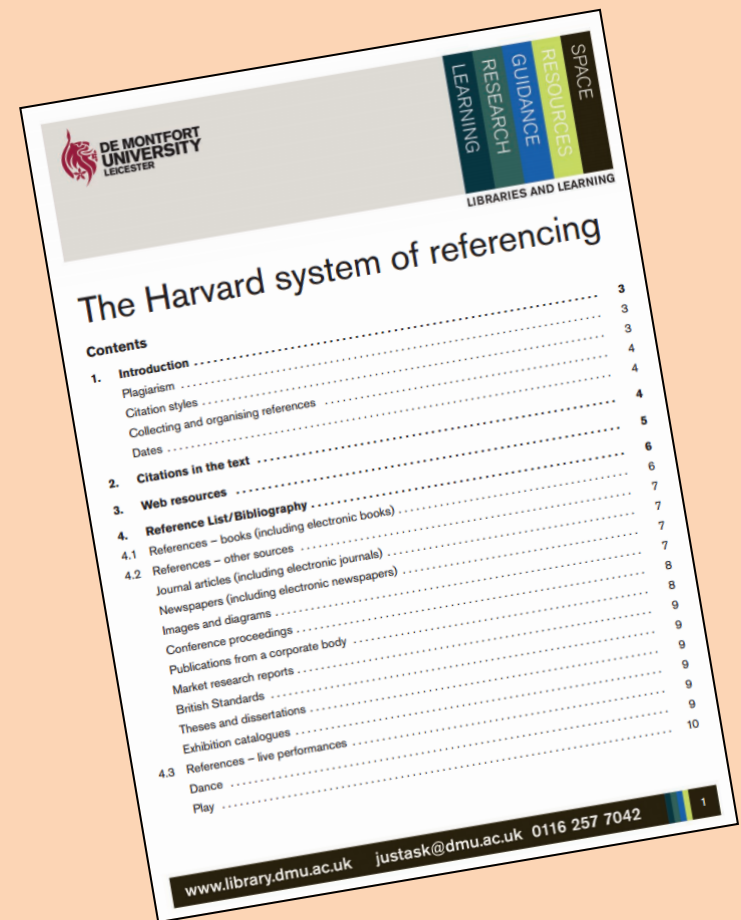 DE MONTFORT
UNIVERSITY
LEICESTER
LEARNING
RESEARCH
GUIDANCE
RESOURCES
SPACE
LIBRARIES AND LEARNING
The Harvard system of referencing
Contents
1. Introduction 3
Plagiarism 3
Citation styles 3
Collecting and organising references 4
Dates 4
2. Citations in the text 4
3. Web resources 5
4. Reference List/Bibliography 6
4.1 References – books (including electronic books) 6
4.2 References – other sources 7
Journal articles (including electronic journals) 7
Newspapers (including electronic newspapers) 7
Images and diagrams 7
Conference proceedings 8
Publications from a corporate body 8
Market research reports 9
British Standards 9
Theses and dissertations 9
Exhibition catalogues 9
4.3 References – live performances 9
Dance 9
Play 10
www.library.dmu.ac.uk justask@dmu.ac.uk 0116 257 7042 1